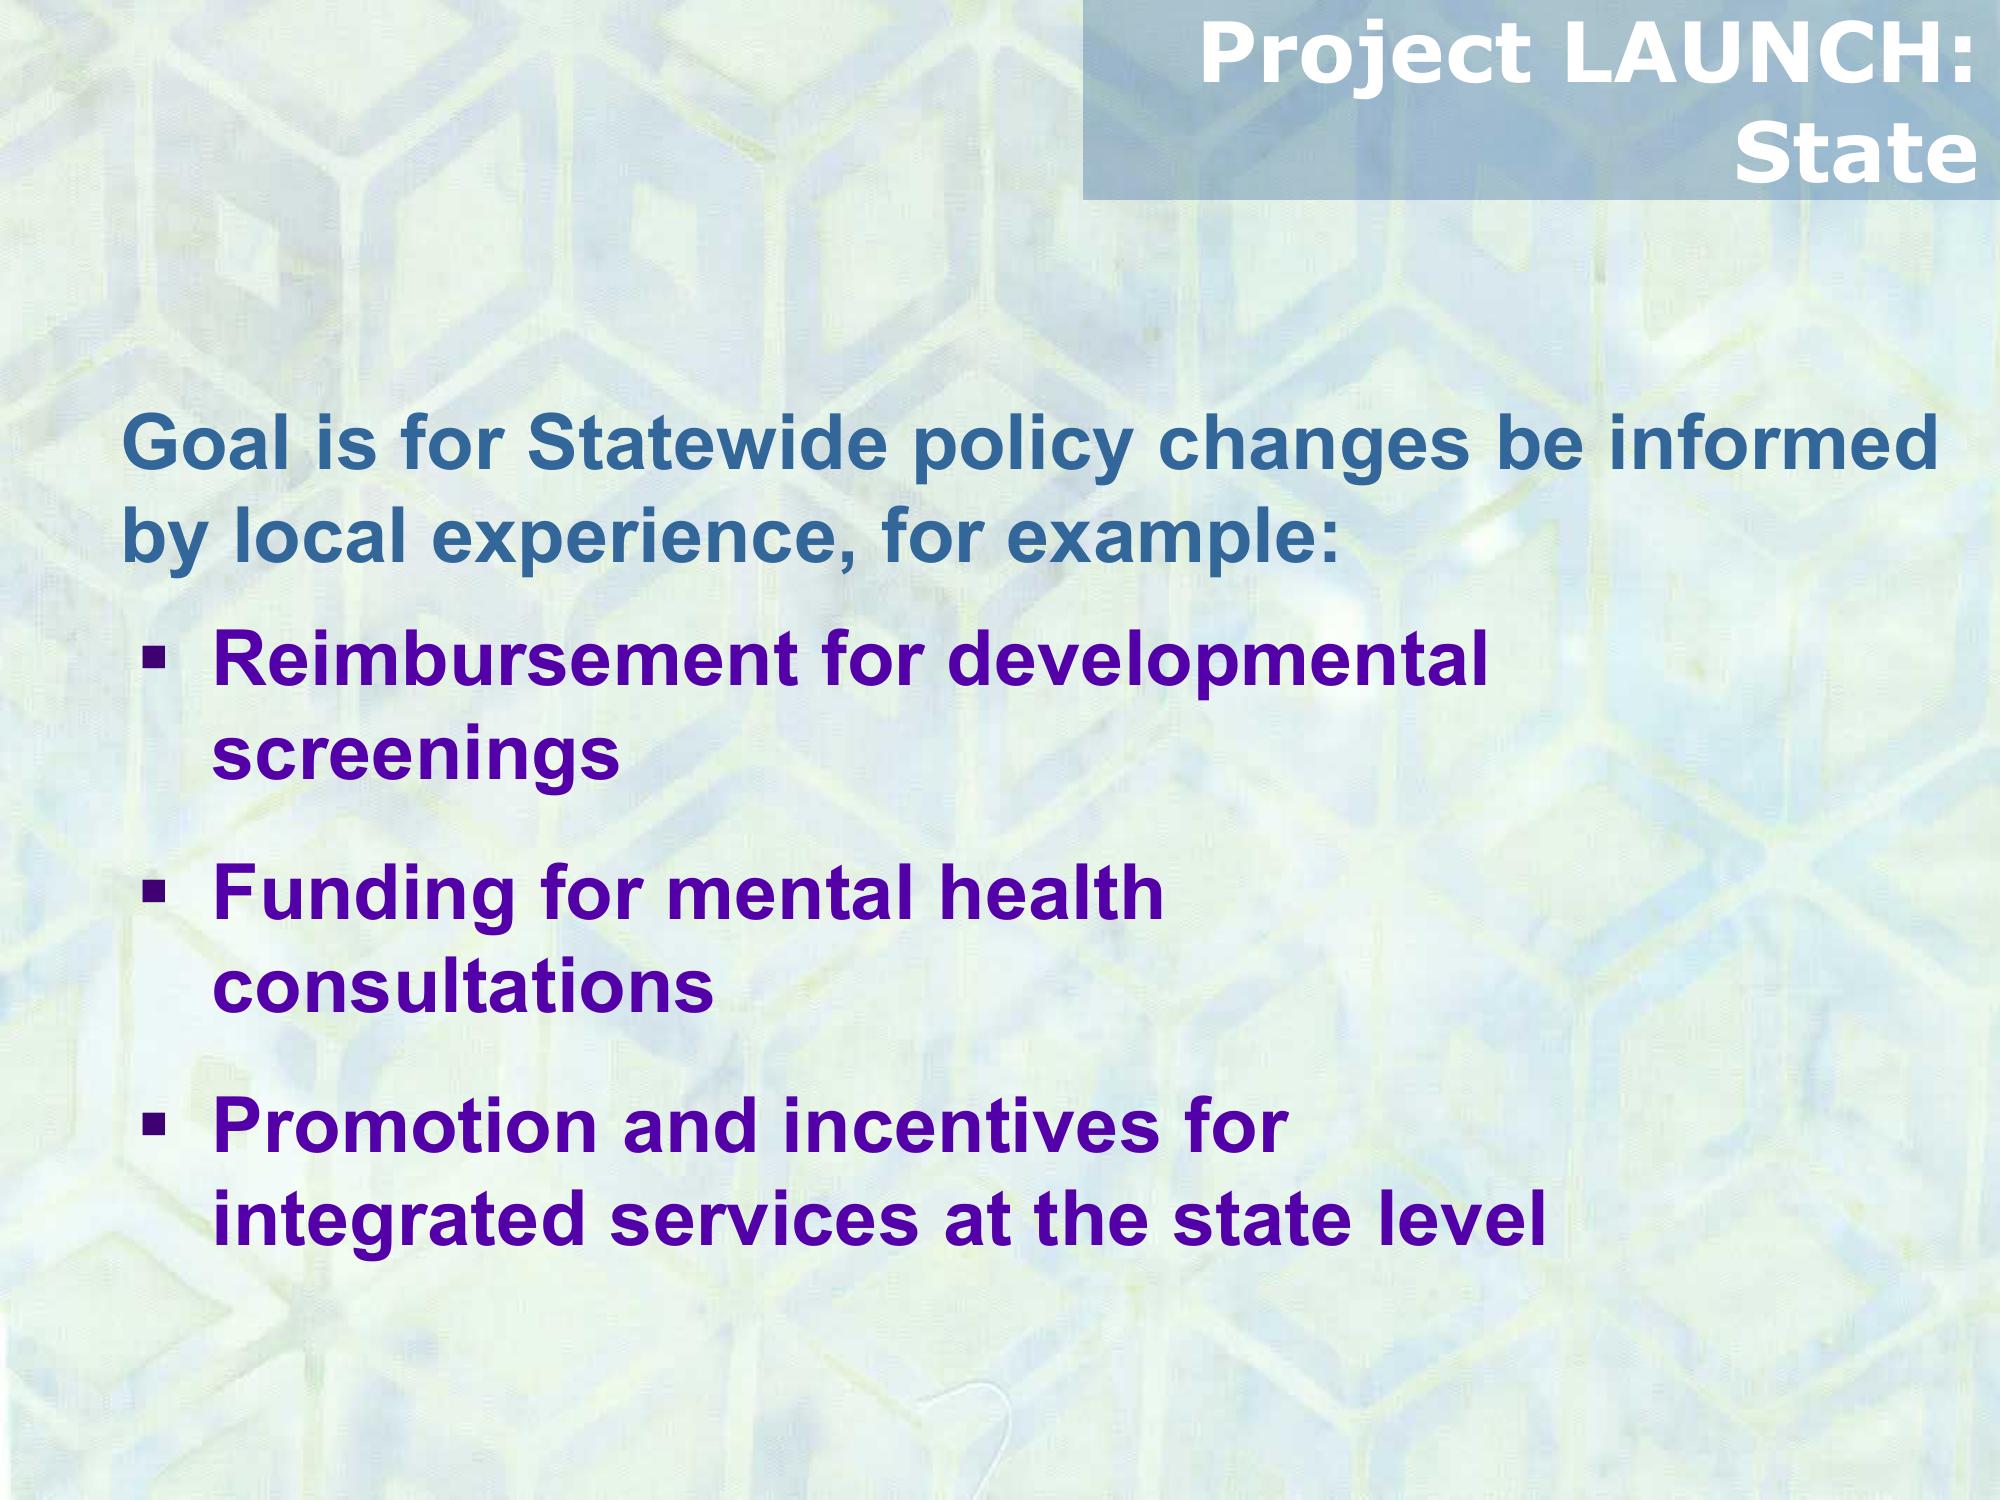 Project LAUNCH:
State
Goal is for Statewide policy changes be informed
by local experience, for example:
▪ Reimbursement for developmental
screenings
▪ Funding for mental health
consultations
▪ Promotion and incentives for
integrated services at the state level